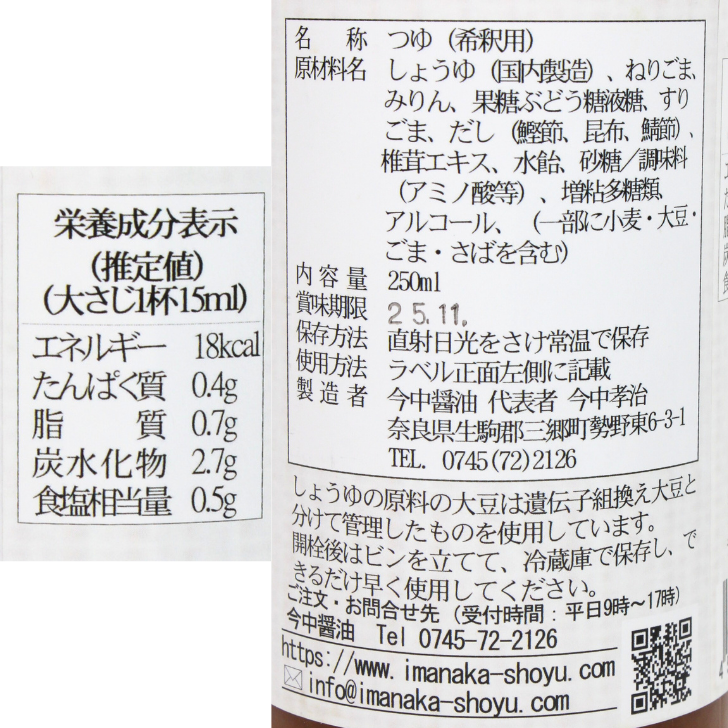 栄養成分表示
（推定値）
（大さじ1杯15ml）
エネルギー 18kcal
たんぱく質 0.4g
脂質 0.7g
炭水化物 2.7g
食塩相当量 0.5g
名称 つゆ（希釈用）
原材料名 しょうゆ（国内製造）、ねりごま、
みりん、果糖ぶどう糖液糖、すり
ごま、だし（鰹節、昆布、鯖節）、
椎茸エキス、水飴、砂糖／調味料
（アミノ酸等）、増粘多糖類、
アルコール、（一部に小麦・大豆・
ごま・さばを含む）
内容量 250ml
賞味期限 25.11.
保存方法 直射日光をさけ常温で保存
使用方法 ラベル正面左側に記載
製造者 今中醤油 代表者 今中孝治
奈良県生駒郡三郷町勢野東6-3-1
TEL. 0745(72)2126
しょうゆの原料の大豆は遺伝子組換え大豆と
分けて管理したものを使用しています。
開栓後はビンを立てて、冷蔵庫で保存し、で
きるだけ早く使用してください。
ご注文・お問合せ先（受付時間：平日9時～17時）
今中醤油 Tel 0745-72-2126
https://www.imanaka-shoyu.com
info@imanaka-shoyu.com